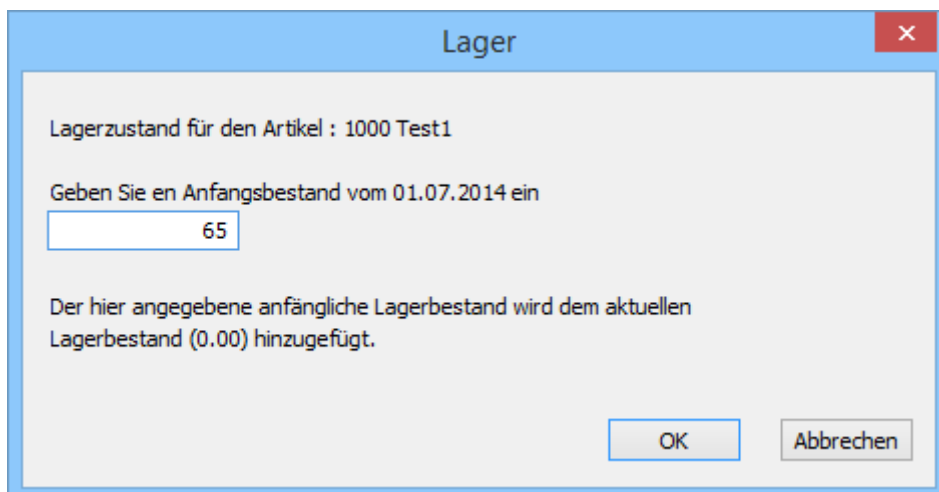 Lager
Lagerzustand für den Artikel : 1000 Test1
Geben Sie en Anfangsbestand vom 01.07.2014 ein
65
Der hier angegebene anfängliche Lagerbestand wird dem aktuellen
Lagerbestand (0.00) hinzugefügt.
OK
Abbrechen